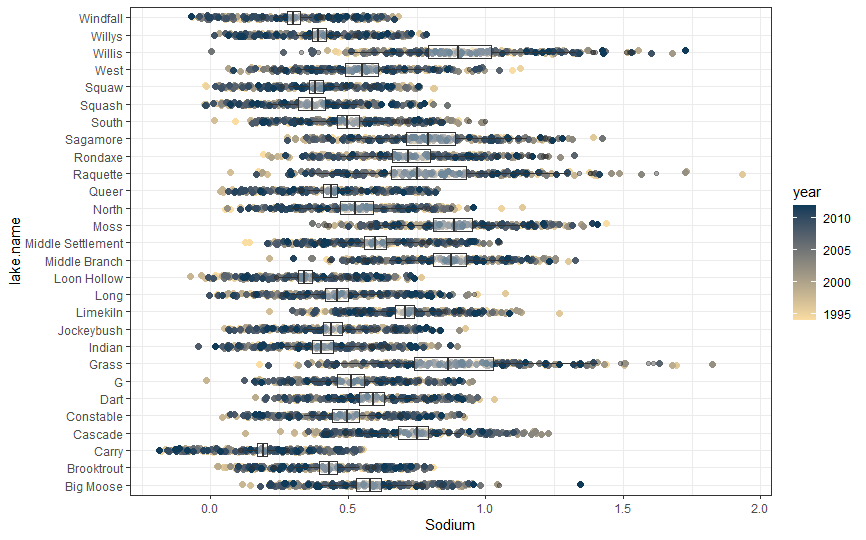 Windfall
Willys
Willis
West
Squaw
Squash
South
Sagamore
Rondaxe
Raquette
Queer
North
Moss
Middle Settlement
Middle Branch
Loon Hollow
Long
Limekiln
Jockeybush
Indian
Grass
G
Dart
Constable
Cascade
Carry
Brooktrout
Big Moose
lake.name
0.0 0.5 1.0 1.5 2.0
Sodium
year
2010
2005
2000
1995